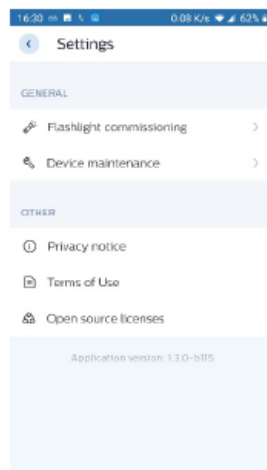 16:30 0.08 K/s 62%
Settings
GENERAL
Flashlight commissioning
Device maintenance
OTHER
Privacy notice
Terms of Use
Open source licenses
Application version: 1.3.0-b115